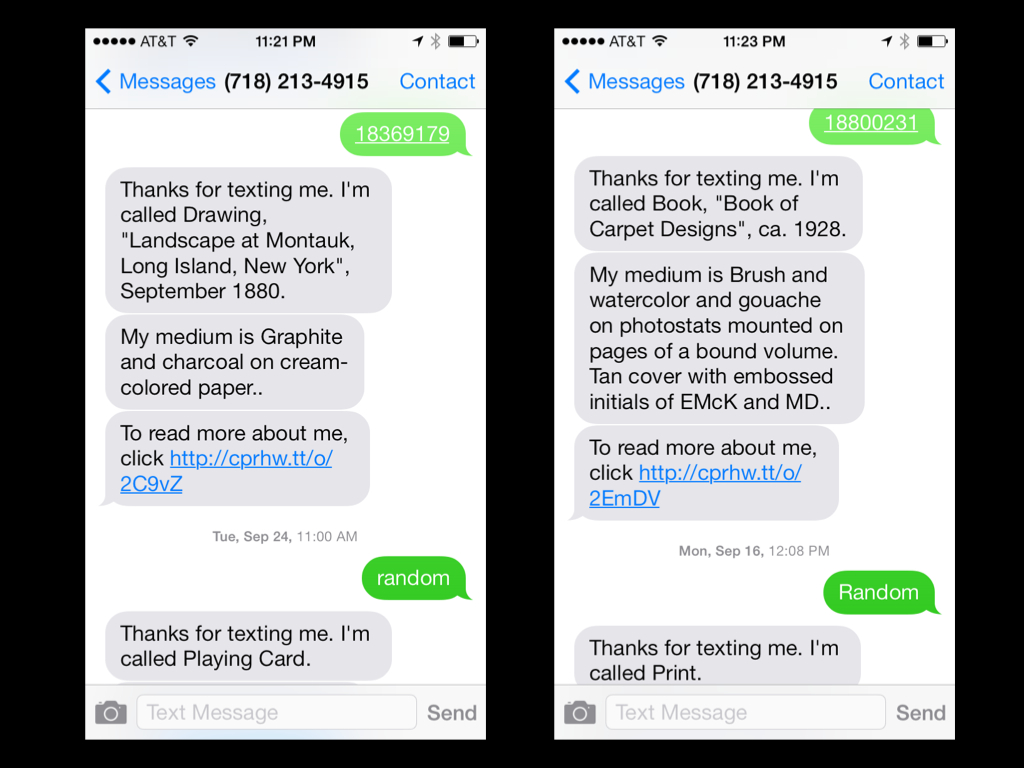 AT&T 11:21 PM
Messages (718) 213-4915 Contact
18369179
Thanks for texting me. I'm
called Drawing,
"Landscape at Montauk,
Long Island, New York",
September 1880.
My medium is Graphite
and charcoal on cream-
colored paper..
To read more about me,
click http://cprhw.tt/o/
2C9vZ
Tue, Sep 24, 11:00 AM
random
Thanks for texting me. I'm
called Playing Card.
Text Message Send
AT&T 11:23 PM
Messages (718) 213-4915 Contact
18800231
Thanks for texting me. I'm
called Book, "Book of
Carpet Designs", ca. 1928.
My medium is Brush and
watercolor and gouache
on photostats mounted on
pages of a bound volume.
Tan cover with embossed
initials of EMcK and MD..
To read more about me,
click http://cprhw.tt/o/
2EmDV
Mon, Sep 16, 12:08 PM
Random
Thanks for texting me. I'm
called Print.
Text Message Send